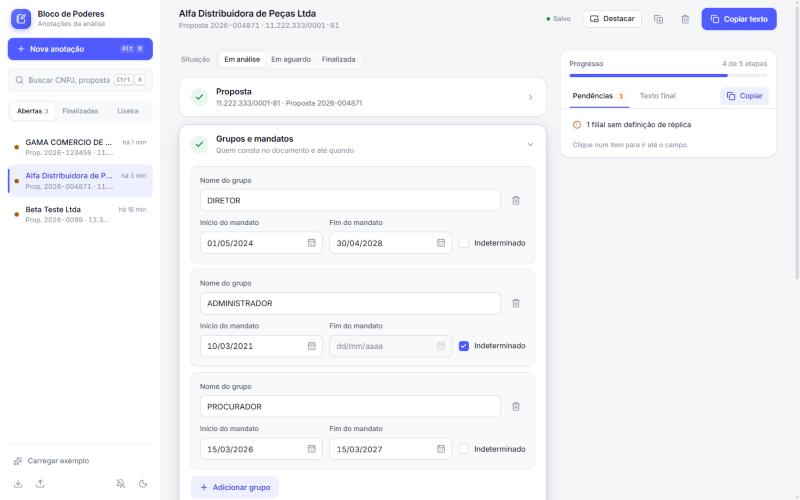 Bloco de Poderes
Anotações da análise
Nova anotação Alt N
Buscar CNPJ, proposta Ctrl K
Abertas 3 Finalizadas Lixeira
GAMA COMERCIO DE ... há 1 min
Prop. 2026-123456 · 11....
Alfa Distribuidora de P... há 3 min
Prop. 2026-004871 · 11....
Beta Teste Ltda há 16 min
Prop. 2026-0099 · 12.3...
Carregar exemplo
Alfa Distribuidora de Peças Ltda
Proposta 2026-004871 · 11.222.333/0001-81
Salvo
Destacar
Copiar texto
Situação Em análise Em aguardo Finalizada
Proposta
11.222.333/0001-81 · Proposta 2026-004871
Grupos e mandatos
Quem consta no documento e até quando
Nome do grupo
DIRETOR
Início do mandato Fim do mandato
01/05/2024 30/04/2028 Indeterminado
Nome do grupo
ADMINISTRADOR
Início do mandato Fim do mandato
10/03/2021 dd/mm/aaaa Indeterminado
Nome do grupo
PROCURADOR
Início do mandato Fim do mandato
15/03/2026 15/03/2027 Indeterminado
Adicionar grupo
Progresso 4 de 5 etapas
Pendências 1 Texto final Copiar
1 filial sem definição de réplica
Clique num item para ir até o campo.